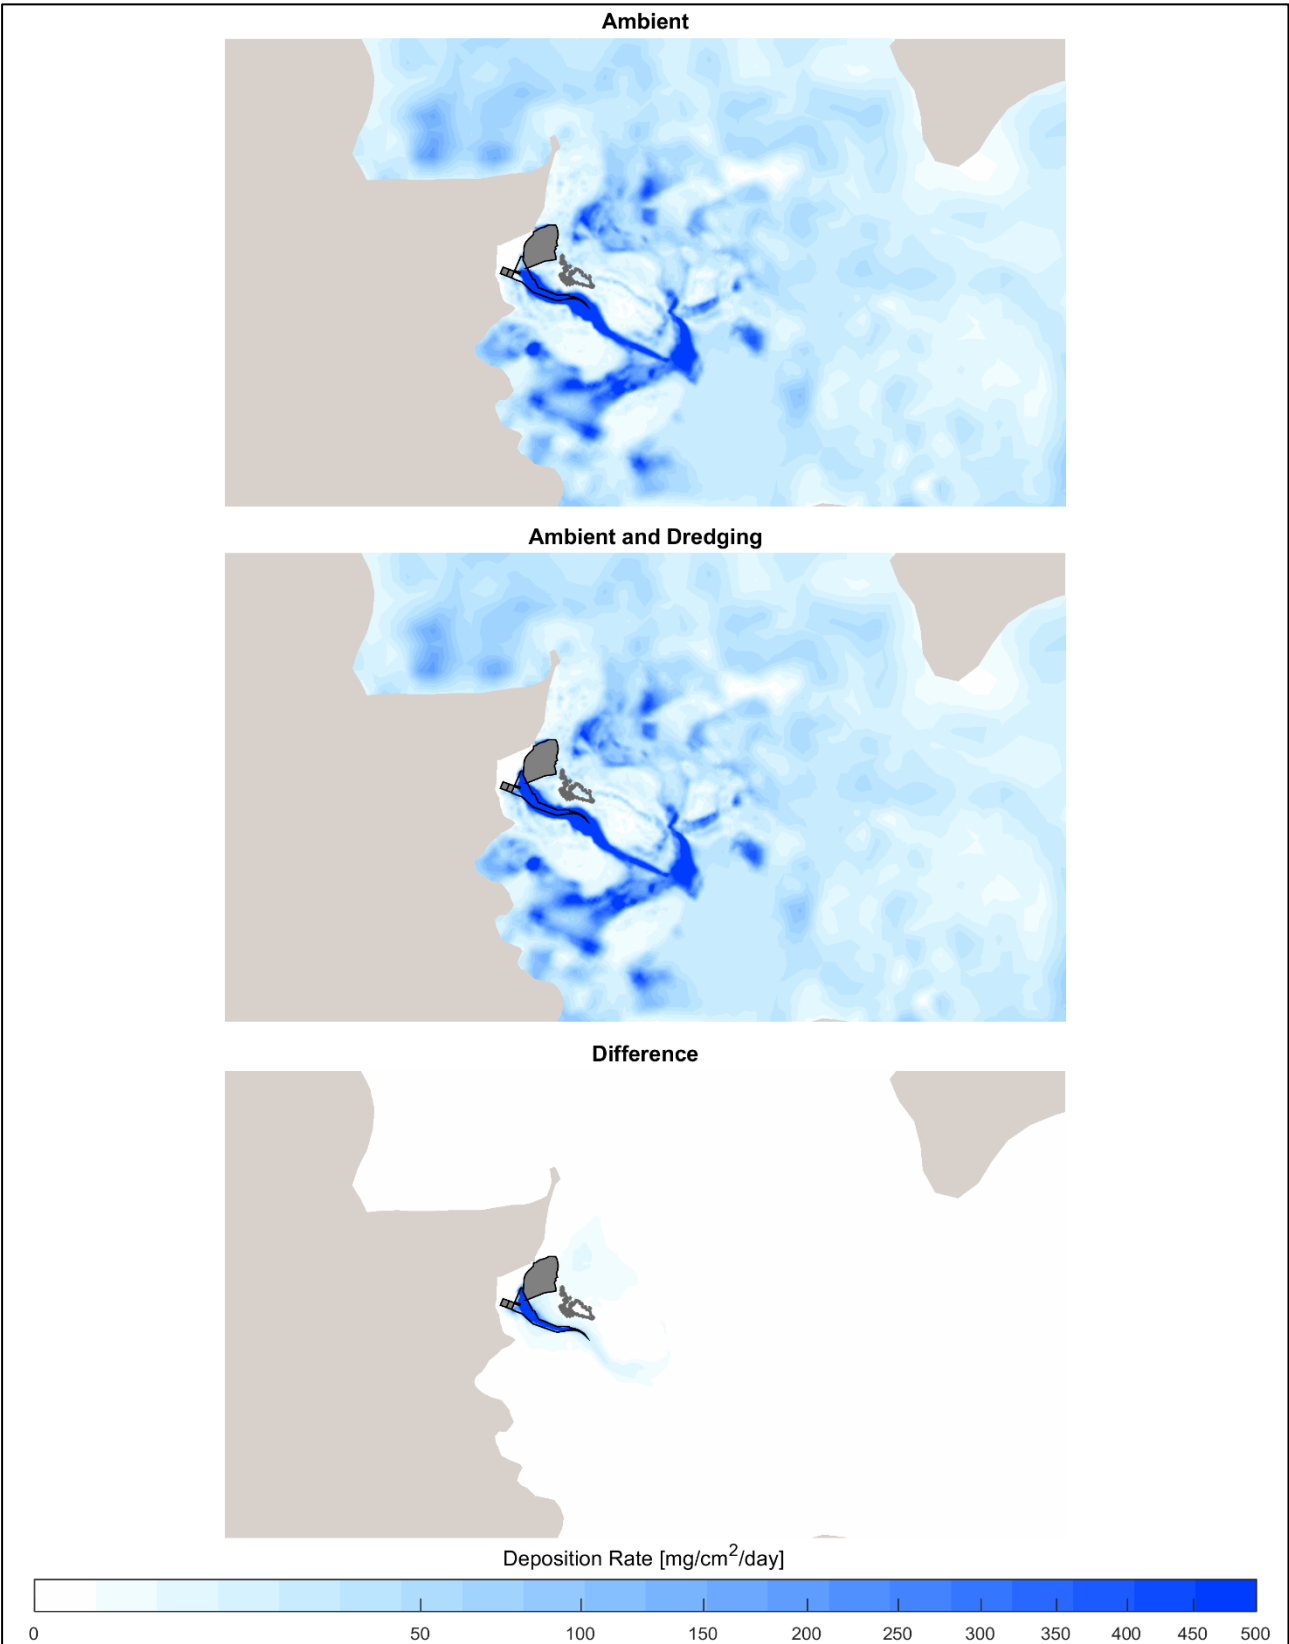 Ambient
Ambient and Dredging
Difference
Deposition Rate [mg/cm²/day]
0 50 100 150 200 250 300 350 400 450 500